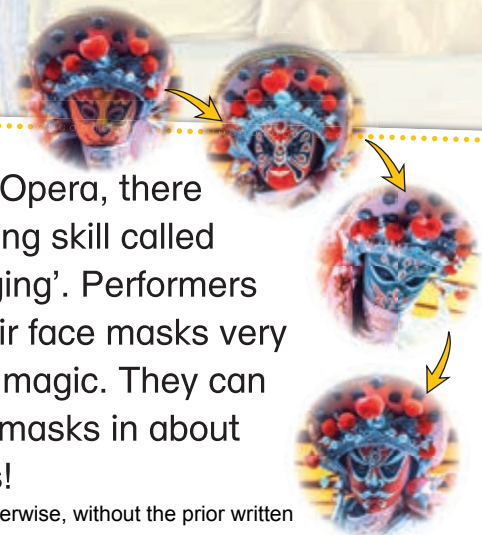 Opera, there
ng skill called
ging’. Performers
ir face masks very
magic. They can
masks in about
s!
erwise, without the prior written